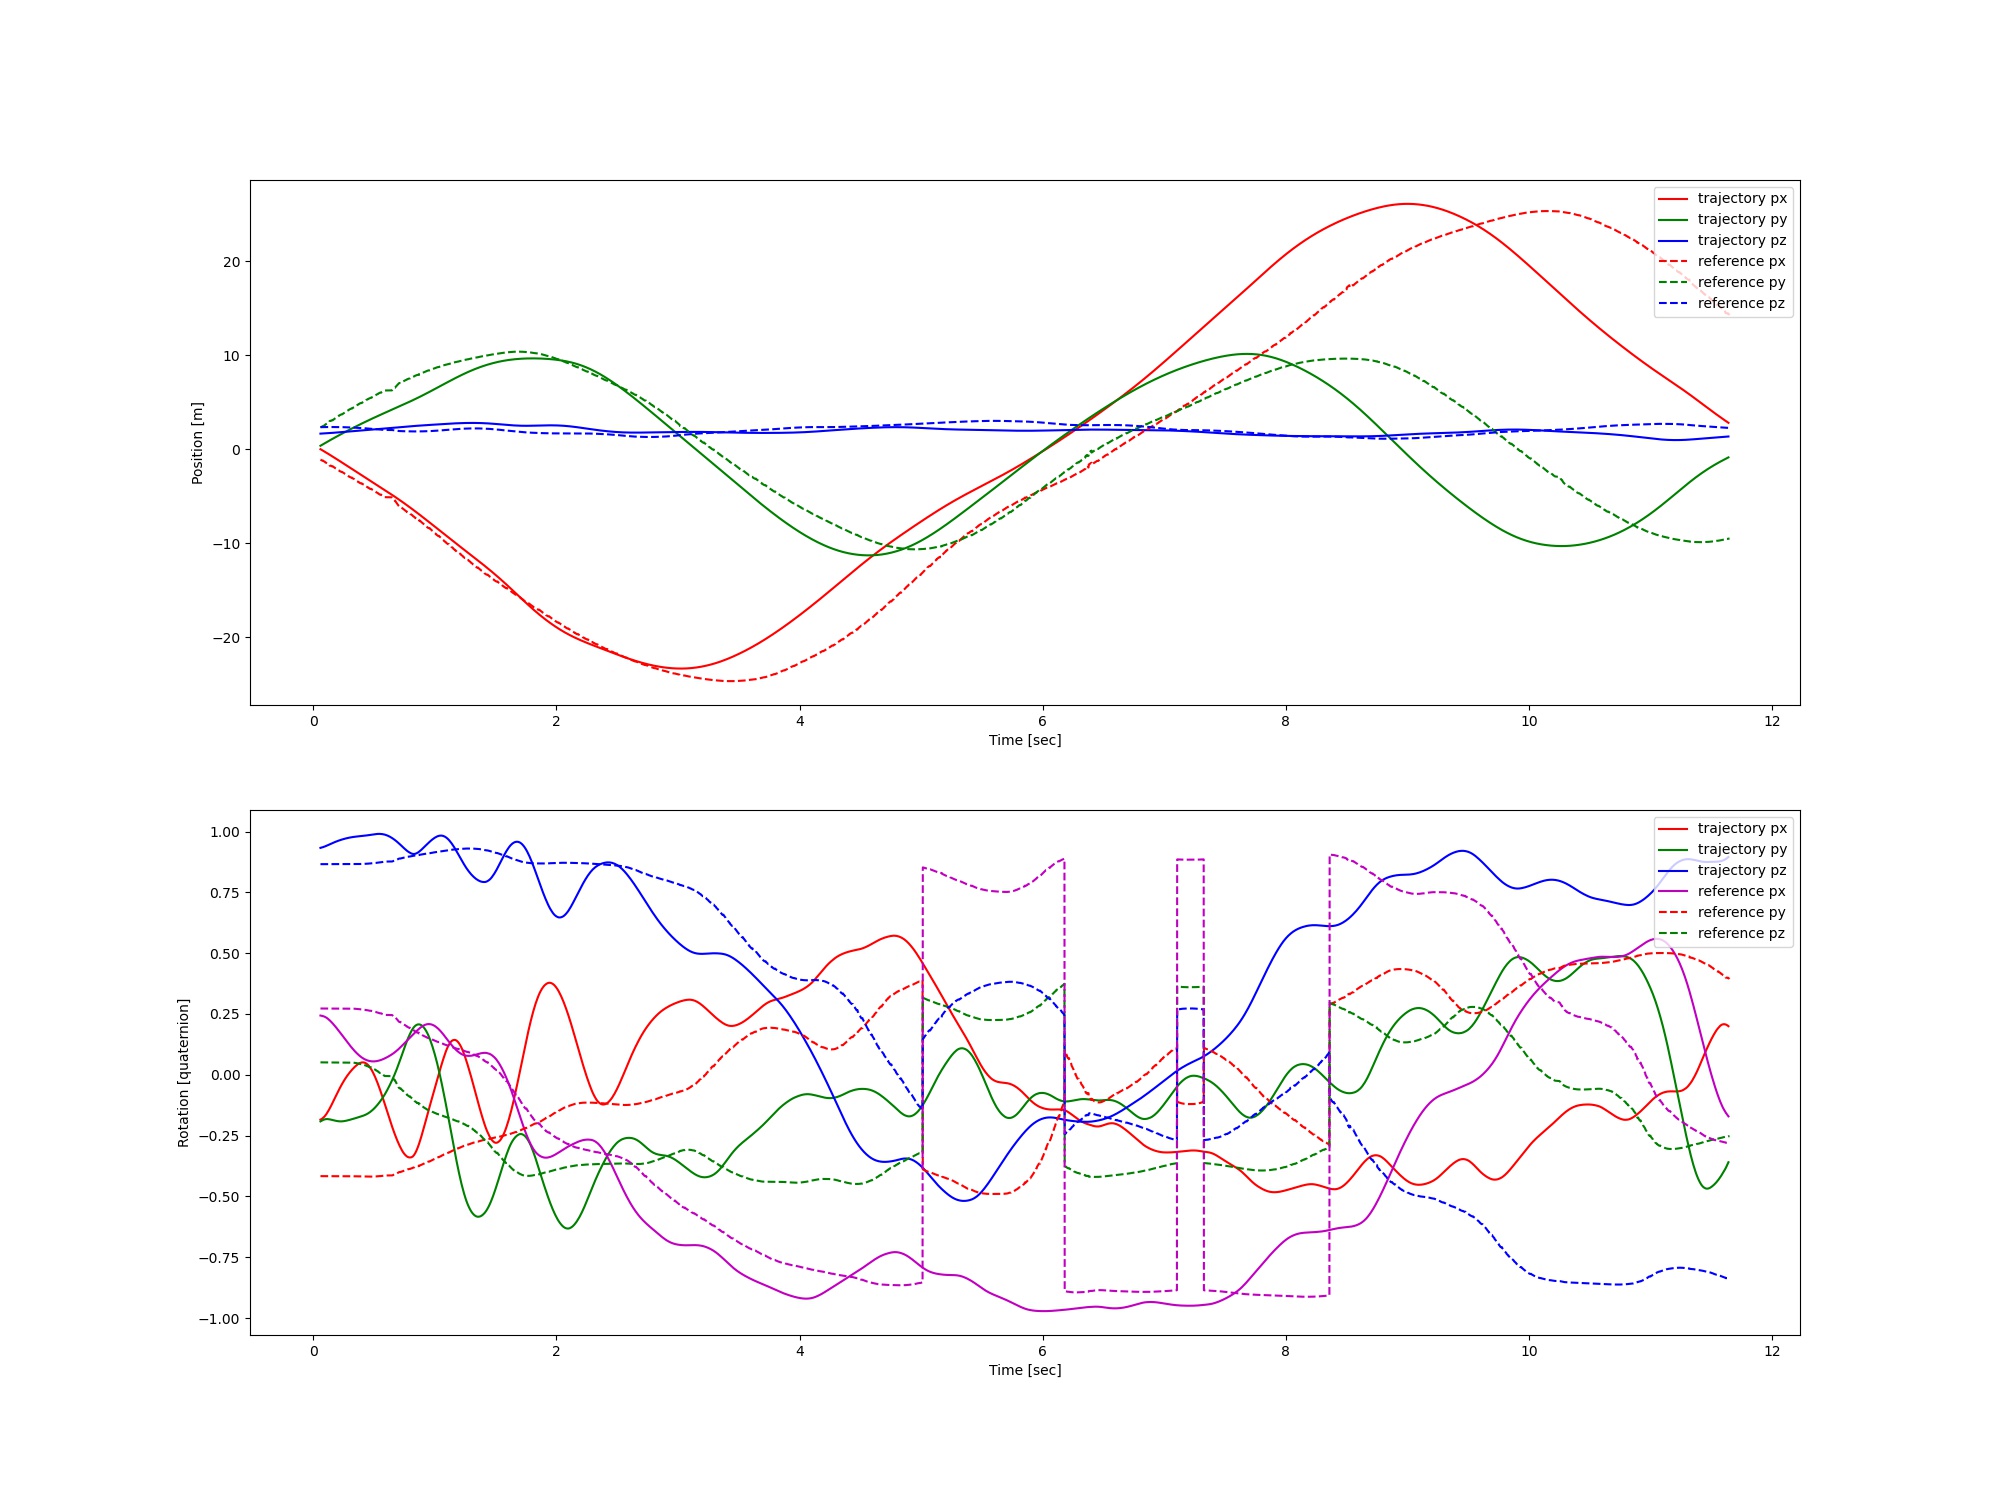 Position [m]
20
10
0
−10
−20
trajectory px
trajectory py
trajectory pz
reference px
reference py
reference pz
0 2 4 6 8 10 12
Time [sec]
Rotation [quaternion]
1.00
0.75
0.50
0.25
0.00
−0.25
−0.50
−0.75
−1.00
trajectory px
trajectory py
trajectory pz
reference px
reference py
reference pz
0 2 4 6 8 10 12
Time [sec]